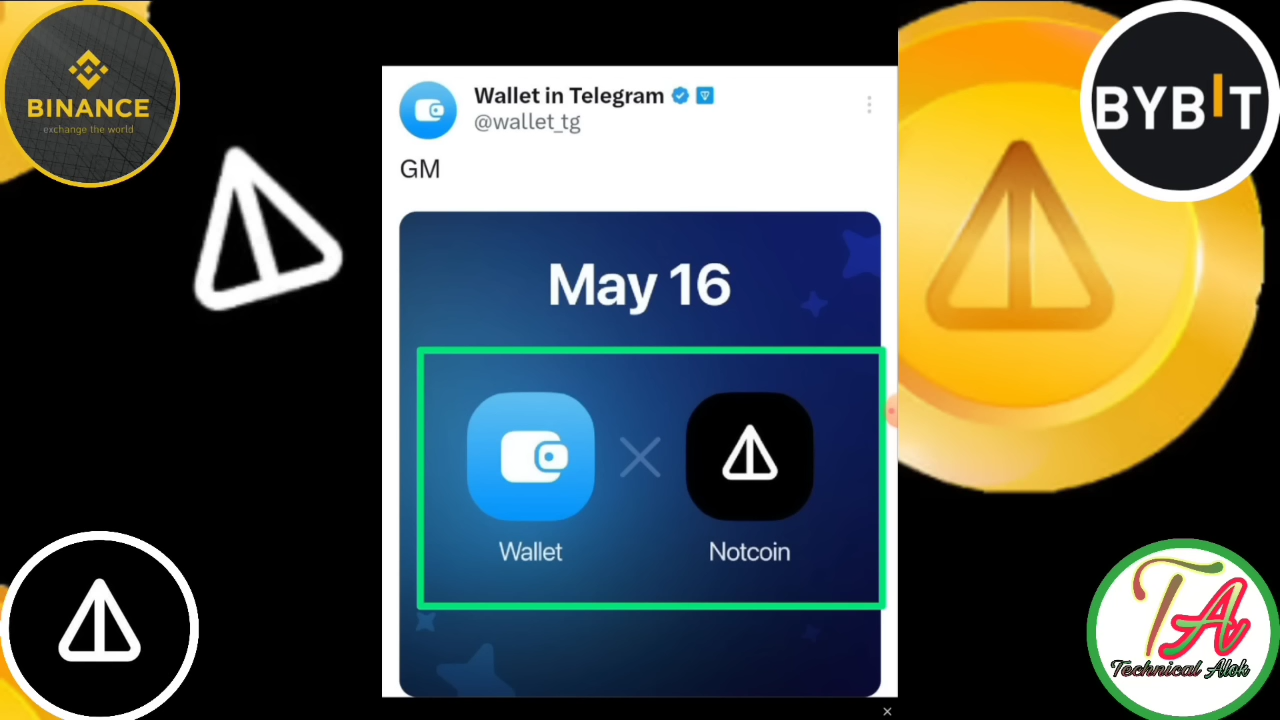 BINANCE
exchange the world
Wallet in Telegram
@wallet_tg
GM
May 16
Wallet
Notcoin
BYBIT
TA
Technical Alok